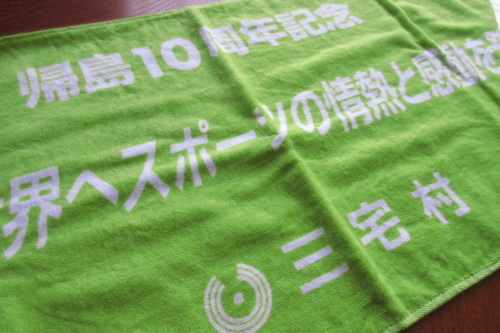 帰島10周年記念
世界へスポーツの情熱と感動を
三宅村